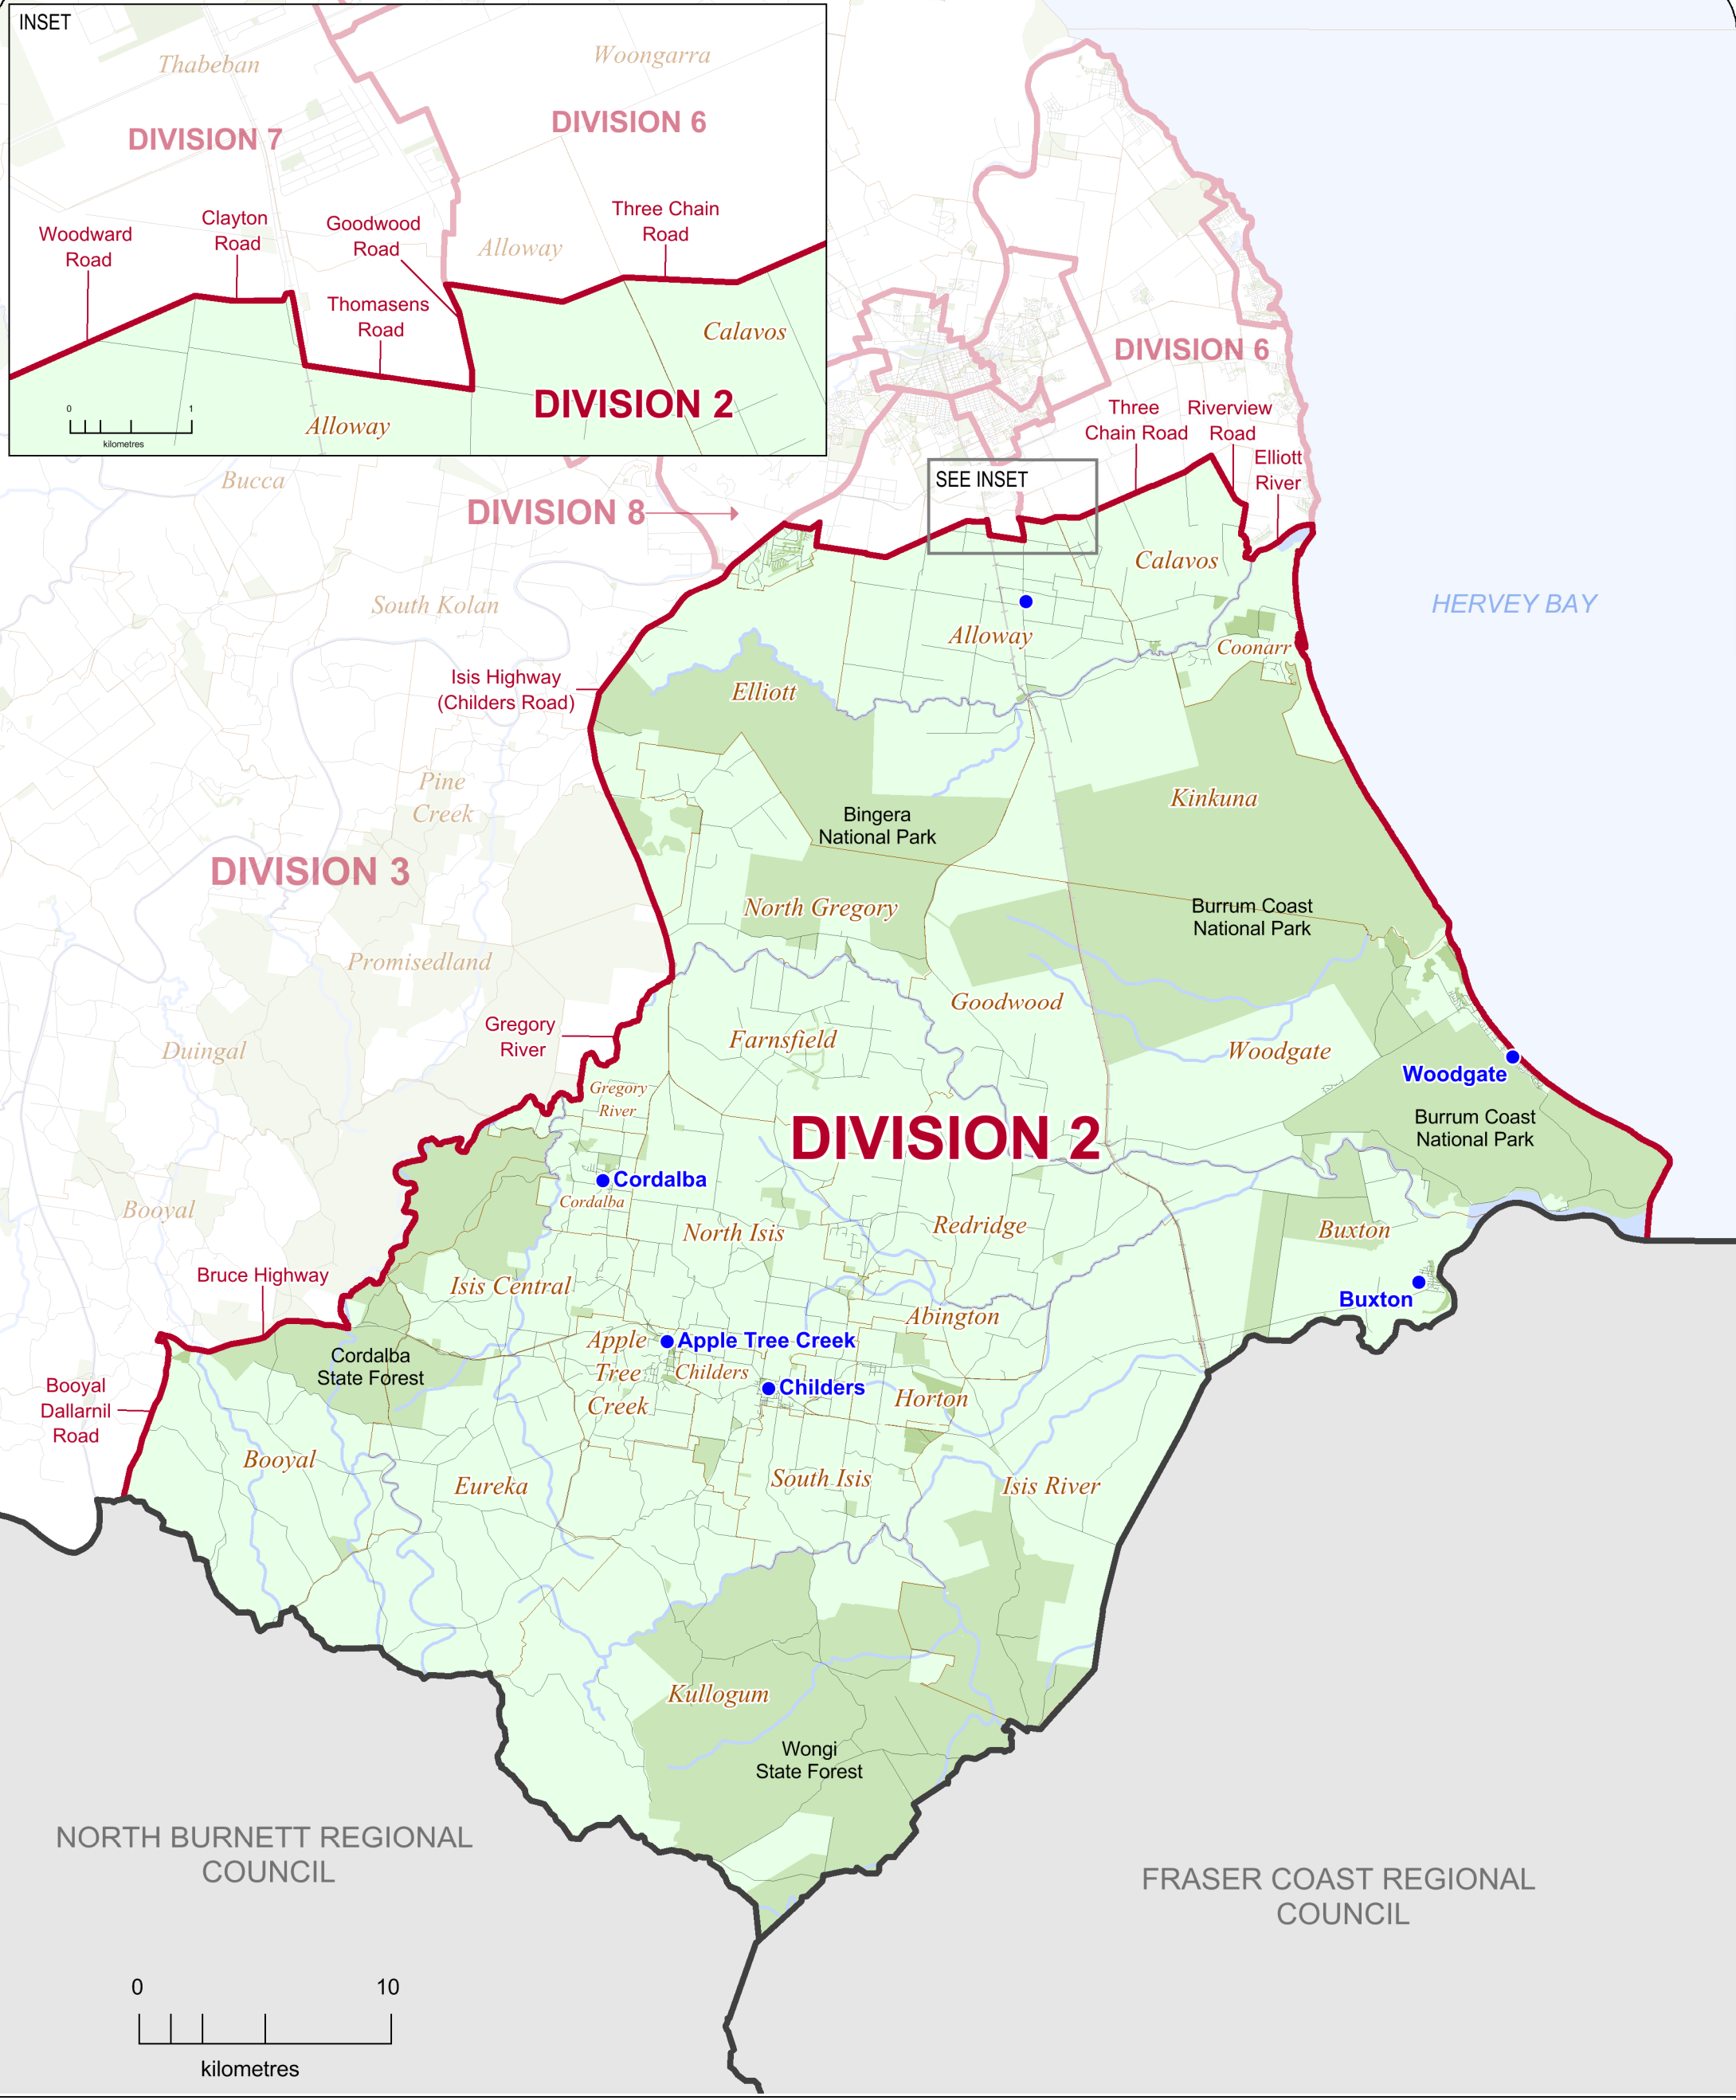 INSET
Thabeban
Woongarra
DIVISION 7
DIVISION 6
Woodward
Road
Clayton
Road
Goodwood
Road
Three Chain
Road
Alloway
Thomasens
Road
Calavos
DIVISION 2
Alloway
0 1
kilometres
DIVISION 6
Three
Chain Road
Riverview
Road
Elliott
River
SEE INSET
Bucca
DIVISION 8
Calavos
HERVEY BAY
South Kolan
Alloway
Coonarr
Isis Highway
(Childers Road)
Elliott
Pine
Creek
Kinkuna
Bingera
National Park
DIVISION 3
North Gregory
Burrum Coast
National Park
Promisedland
Goodwood
Gregory
River
Farnsfield
Duingal
Woodgate
Woodgate
Gregory
River
DIVISION 2
Burrum Coast
National Park
Cordalba
Cordalba
Booyal
North Isis
Redridge
Buxton
Bruce Highway
Isis Central
Buxton
Abington
Apple
Tree
Creek
Apple Tree Creek
Cordalba
State Forest
Childers
Childers
Horton
Booyal
Dallarnil
Road
Booyal
Eureka
South Isis
Isis River
Kullogum
Wongi
State Forest
NORTH BURNETT REGIONAL
COUNCIL
FRASER COAST REGIONAL
COUNCIL
0 10
kilometres